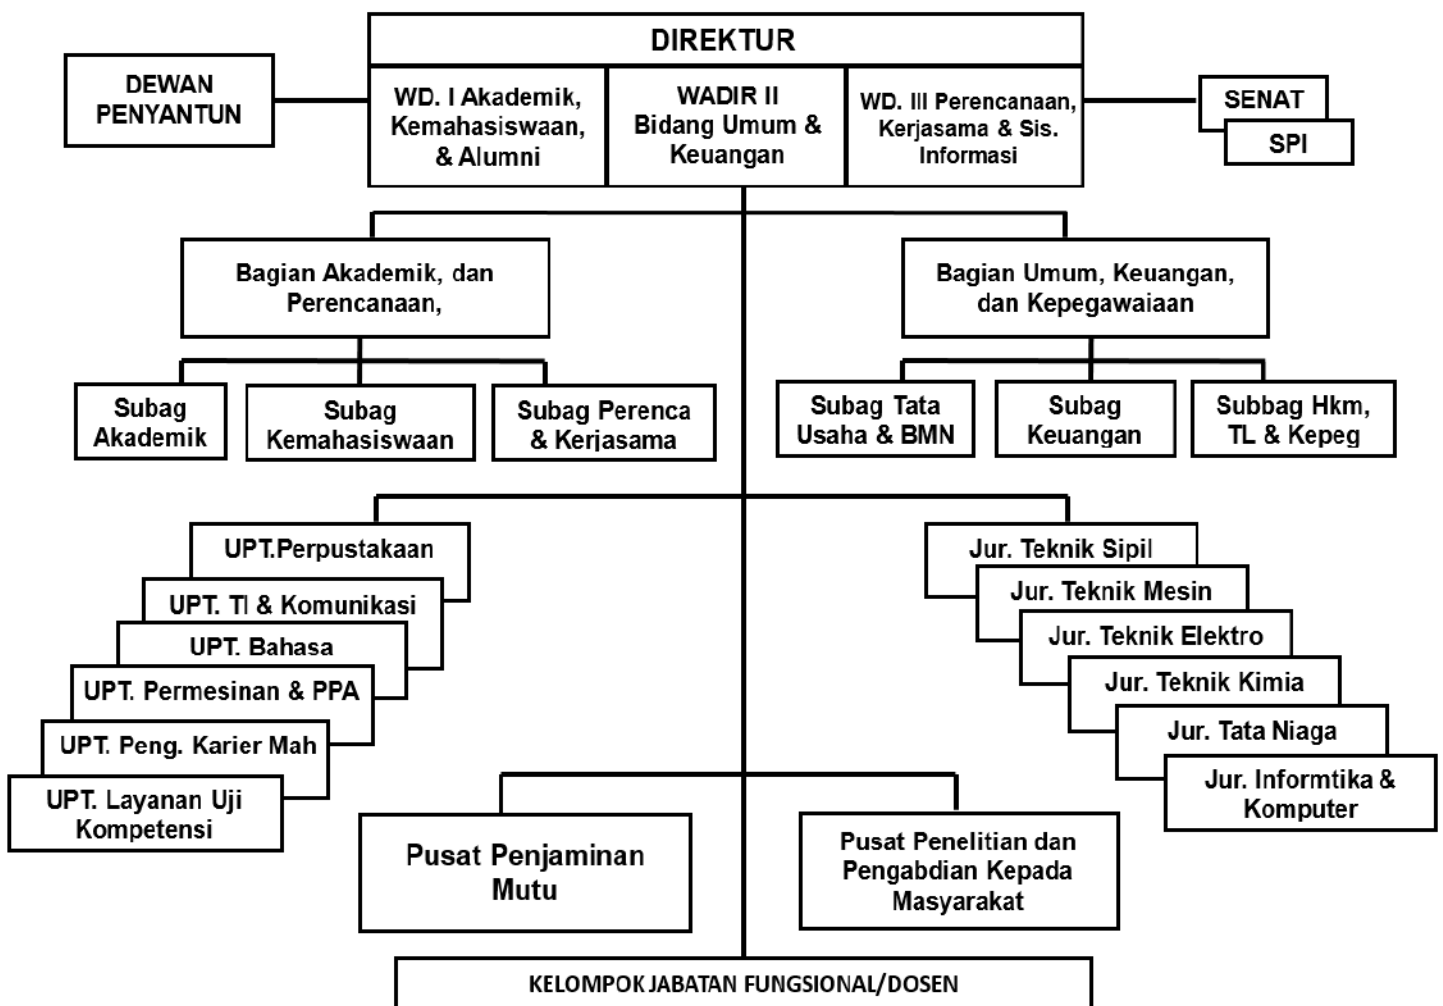 DIREKTUR
DEWAN
PENYANTUN
WD. I Akademik,
Kemahasiswaan,
& Alumni
WADIR II
Bidang Umum &
Keuangan
WD. III Perencanaan,
Kerjasama & Sis.
Informasi
SENAT
SPI
Bagian Akademik, dan
Perencanaan,
Bagian Umum, Keuangan,
dan Kepegawaiaan
Subag
Akademik
Subag
Kemahasiswaan
Subag Perenca
& Kerjasama
Subag Tata
Usaha & BMN
Subag
Keuangan
Subbag Hkm,
TL & Kepeg
UPT.Perpustakaan
UPT. TI & Komunikasi
UPT. Bahasa
UPT. Permesinan & PPA
UPT. Peng. Karier Mah
UPT. Layanan Uji
Kompetensi
Jur. Teknik Sipil
Jur. Teknik Mesin
Jur. Teknik Elektro
Jur. Teknik Kimia
Jur. Tata Niaga
Jur. Informtika &
Komputer
Pusat Penjaminan
Mutu
Pusat Penelitian dan
Pengabdian Kepada
Masyarakat
KELOMPOK JABATAN FUNGSIONAL/DOSEN